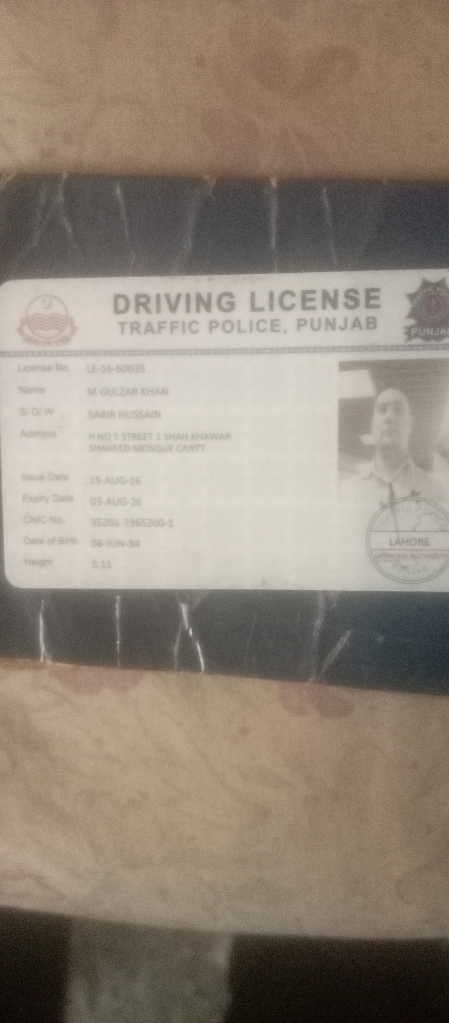 DRIVING LICENSE
TRAFFIC POLICE, PUNJAB
PUNJAB
License No. LE-16-60035
Name M GULZAR KHAN
S/ D/ W SABIR HUSSAIN
Address H NO 5 STREET 1 SHAH KHAWAR
SHAHEED MOSQUE CANTT
Issue Date 19-AUG-16
Expiry Date 03-AUG-26
CNIC No. 35201-7365200-1
Date of Birth 06-JUN-94
Height 5.11
LAHORE